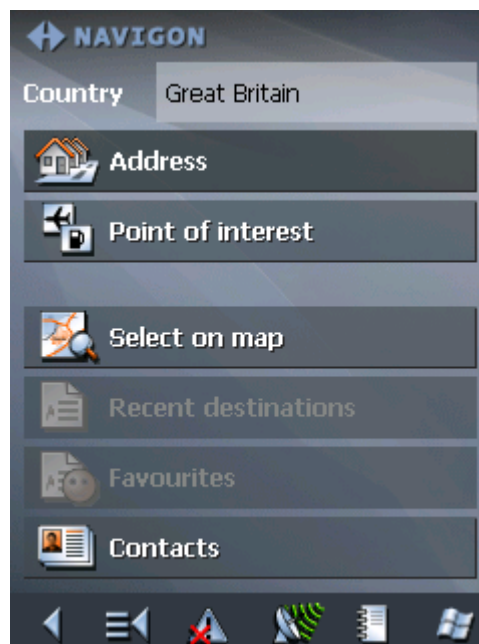 NAVIGON
Country Great Britain
Address
Point of interest
Select on map
Recent destinations
Favourites
Contacts